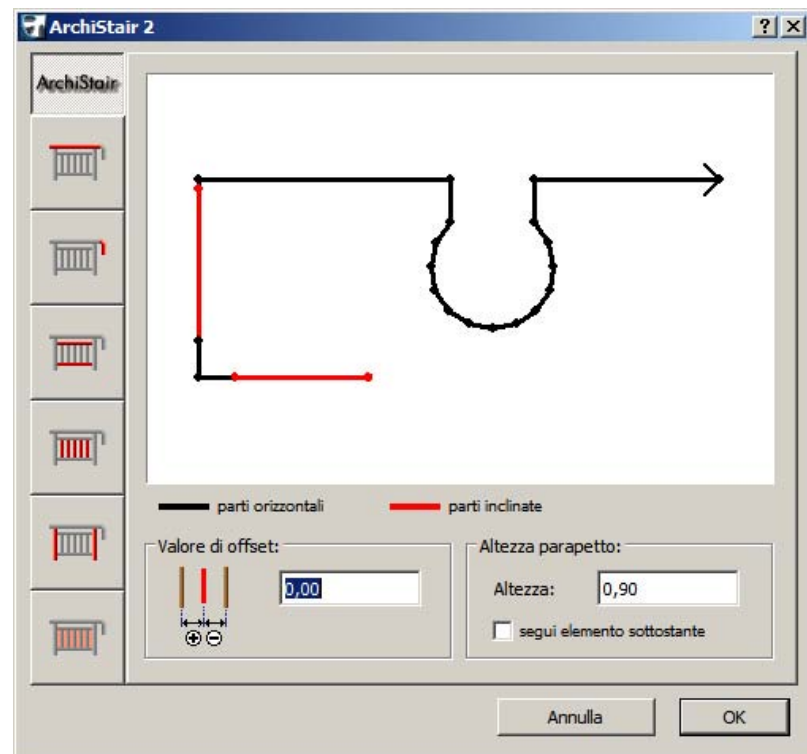 ArchiStair 2
ArchiStair
parti orizzontali
parti inclinate
Valore di offset:
0,00
Altezza parapetto:
Altezza:
0,90
segui elemento sottostante
Annulla
OK